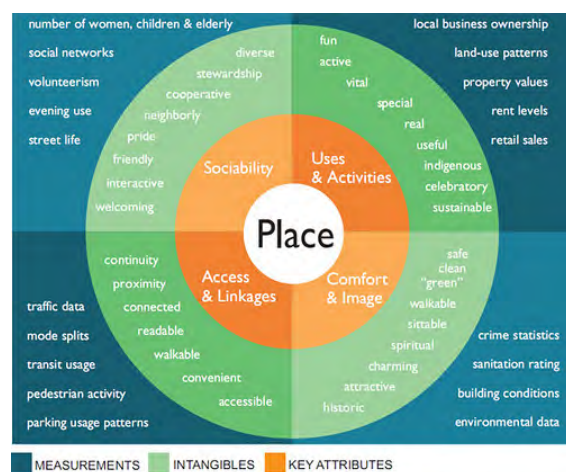 number of women, children & elderly
social networks
volunteerism
evening use
street life
diverse
stewardship
cooperative
neighborly
pride
friendly
interactive
welcoming
Sociability
fun
active
vital
special
real
useful
indigenous
celebratory
sustainable
Uses
& Activities
local business ownership
land-use patterns
property values
rent levels
retail sales
Place
continuity
proximity
connected
readable
walkable
convenient
accessible
Access
& Linkages
traffic data
mode splits
transit usage
pedestrian activity
parking usage patterns
Comfort
& Image
safe
clean
"green"
walkable
sittable
spiritual
charming
attractive
historic
crime statistics
sanitation rating
building conditions
environmental data
MEASUREMENTS
INTANGIBLES
KEY ATTRIBUTES